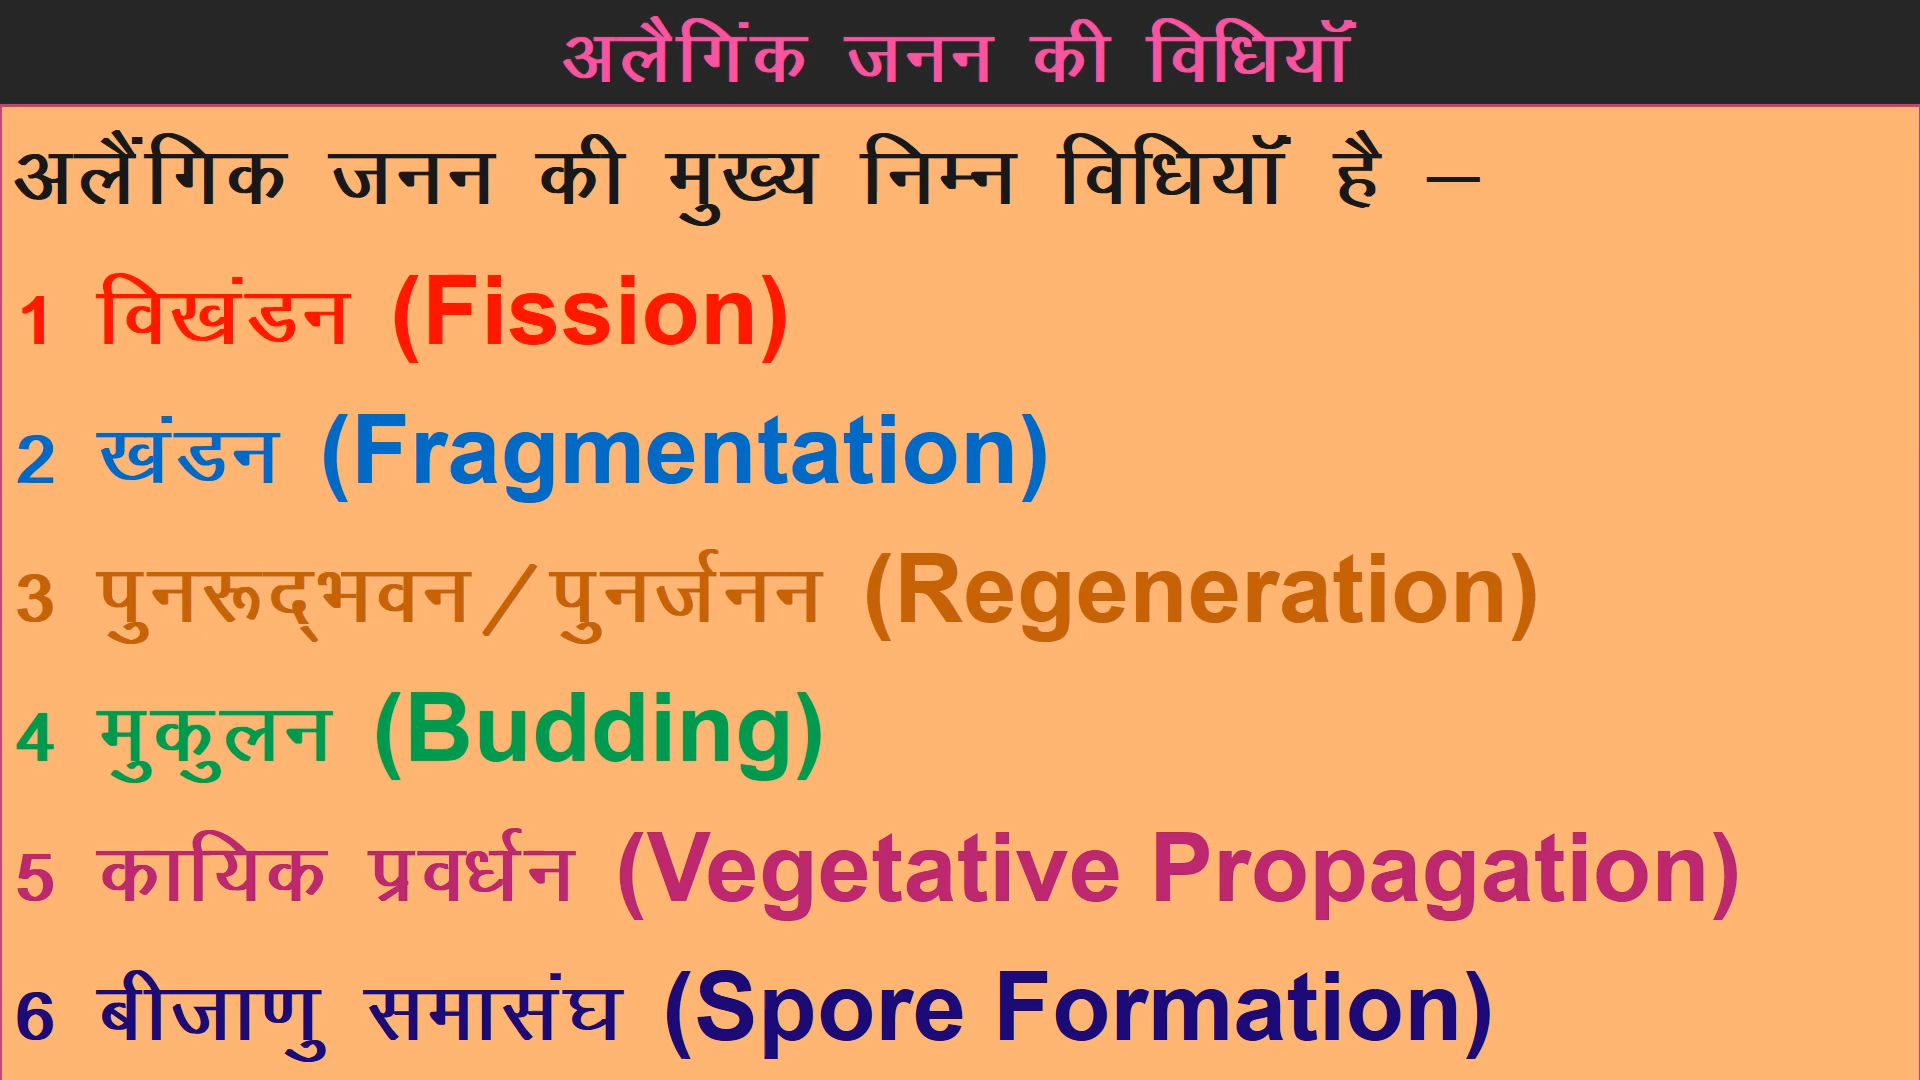 अलैगिंक जनन की विधियॉ
अलैंगिक जनन की मुख्य निम्न विधियॉ है –
1 विखंडन (Fission)
2 खंडन (Fragmentation)
3 पुनरूद्भवन/पुनर्जनन (Regeneration)
4 मुकुलन (Budding)
5 कायिक प्रवर्धन (Vegetative Propagation)
6 बीजाणु समासंघ (Spore Formation)